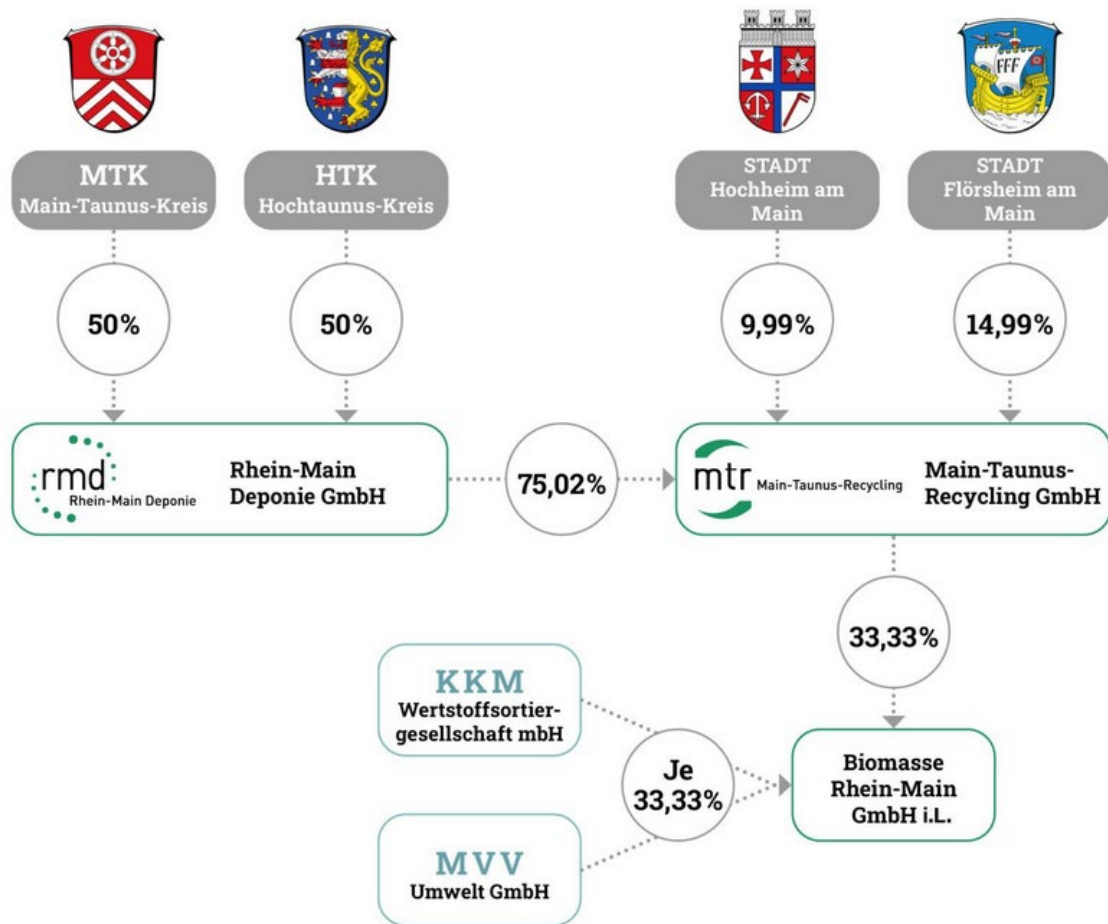 FFF
MTK
Main-Taunus-Kreis
HTK
Hochtaunus-Kreis
STADT
Hochheim am
Main
STADT
Flörsheim am
Main
50%
50%
9,99%
14,99%
rmd
Rhein-Main Deponie
Rhein-Main
Deponie GmbH
75,02%
mtr
Main-Taunus-Recycling
Main-Taunus-
Recycling GmbH
33,33%
KKM
Wertstoffsortier-
gesellschaft mbH
Je
33,33%
Biomasse
Rhein-Main
GmbH i.L.
MVV
Umwelt GmbH